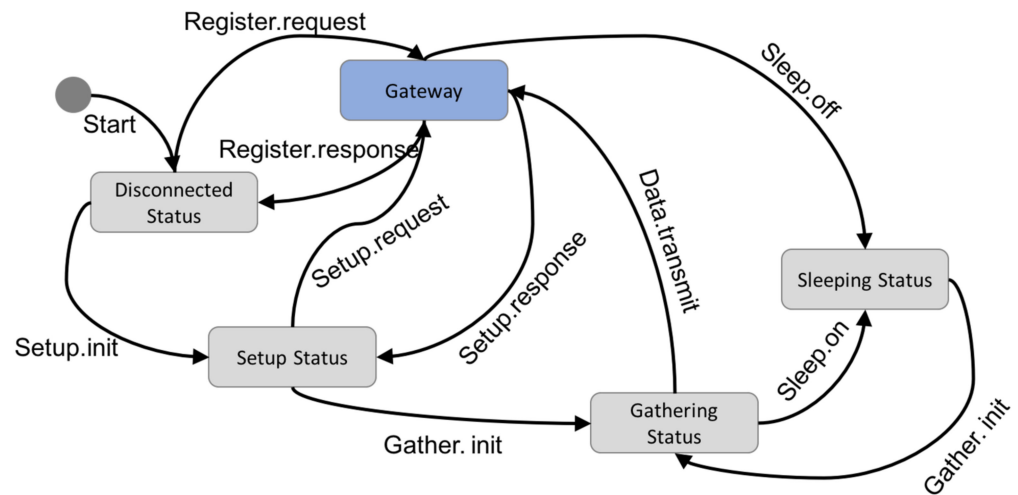 Register.request
Sleep.off
Gateway
Start
Register.response
Disconnected
Status
Data.transmit
Setup.request
Setup.response
Sleeping Status
Setup.init
Setup Status
Sleep.on
Gathering
Status
Gather. init
Gather. init